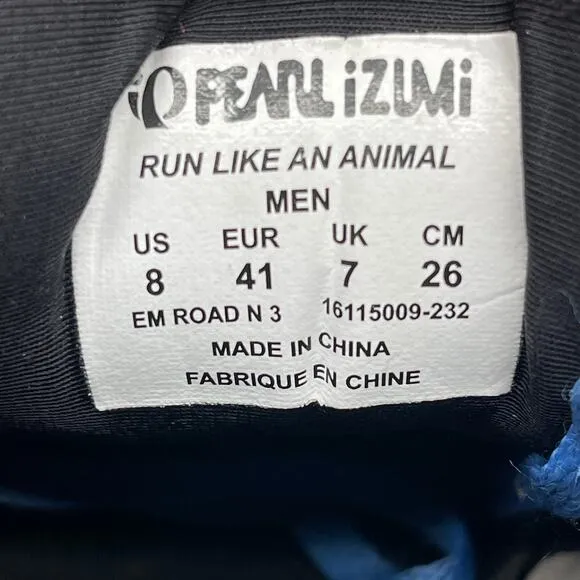 PEARL iZUMi
RUN LIKE AN ANIMAL
MEN
US EUR UK CM
8 41 7 26
EM ROAD N 3 16115009-232
MADE IN CHINA
FABRIQUE EN CHINE